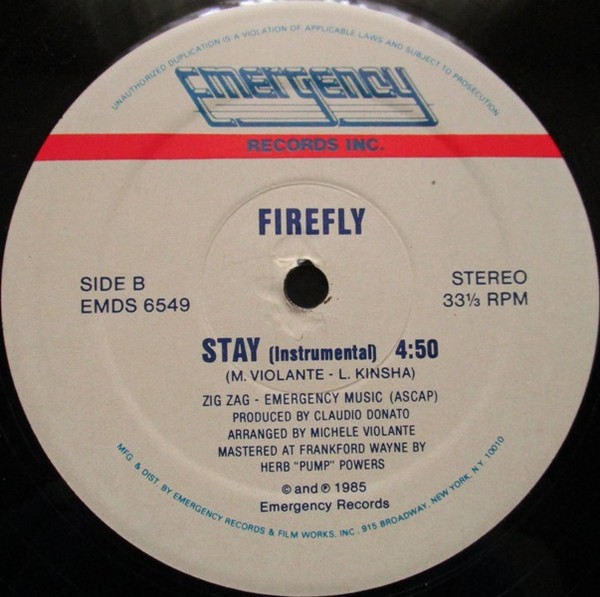 UNAUTHORIZED DUPLICATION IS A VIOLATION OF APPLICABLE LAWS AND SUBJECT TO PROSECUTION
Emergency
RECORDS INC.
FIREFLY
SIDE B
EMDS 6549
STEREO
33⅓ RPM
STAY (Instrumental) 4:50
(M. VIOLANTE - L. KINSHA)
ZIG ZAG - EMERGENCY MUSIC (ASCAP)
PRODUCED BY CLAUDIO DONATO
ARRANGED BY MICHELE VIOLANTE
MASTERED AT FRANKFORD WAYNE BY
HERB "PUMP" POWERS
© and ℗ 1985
Emergency Records
MFG. & DIST. BY EMERGENCY RECORDS & FILM WORKS, INC. 915 BROADWAY, NEW YORK, N.Y. 10010